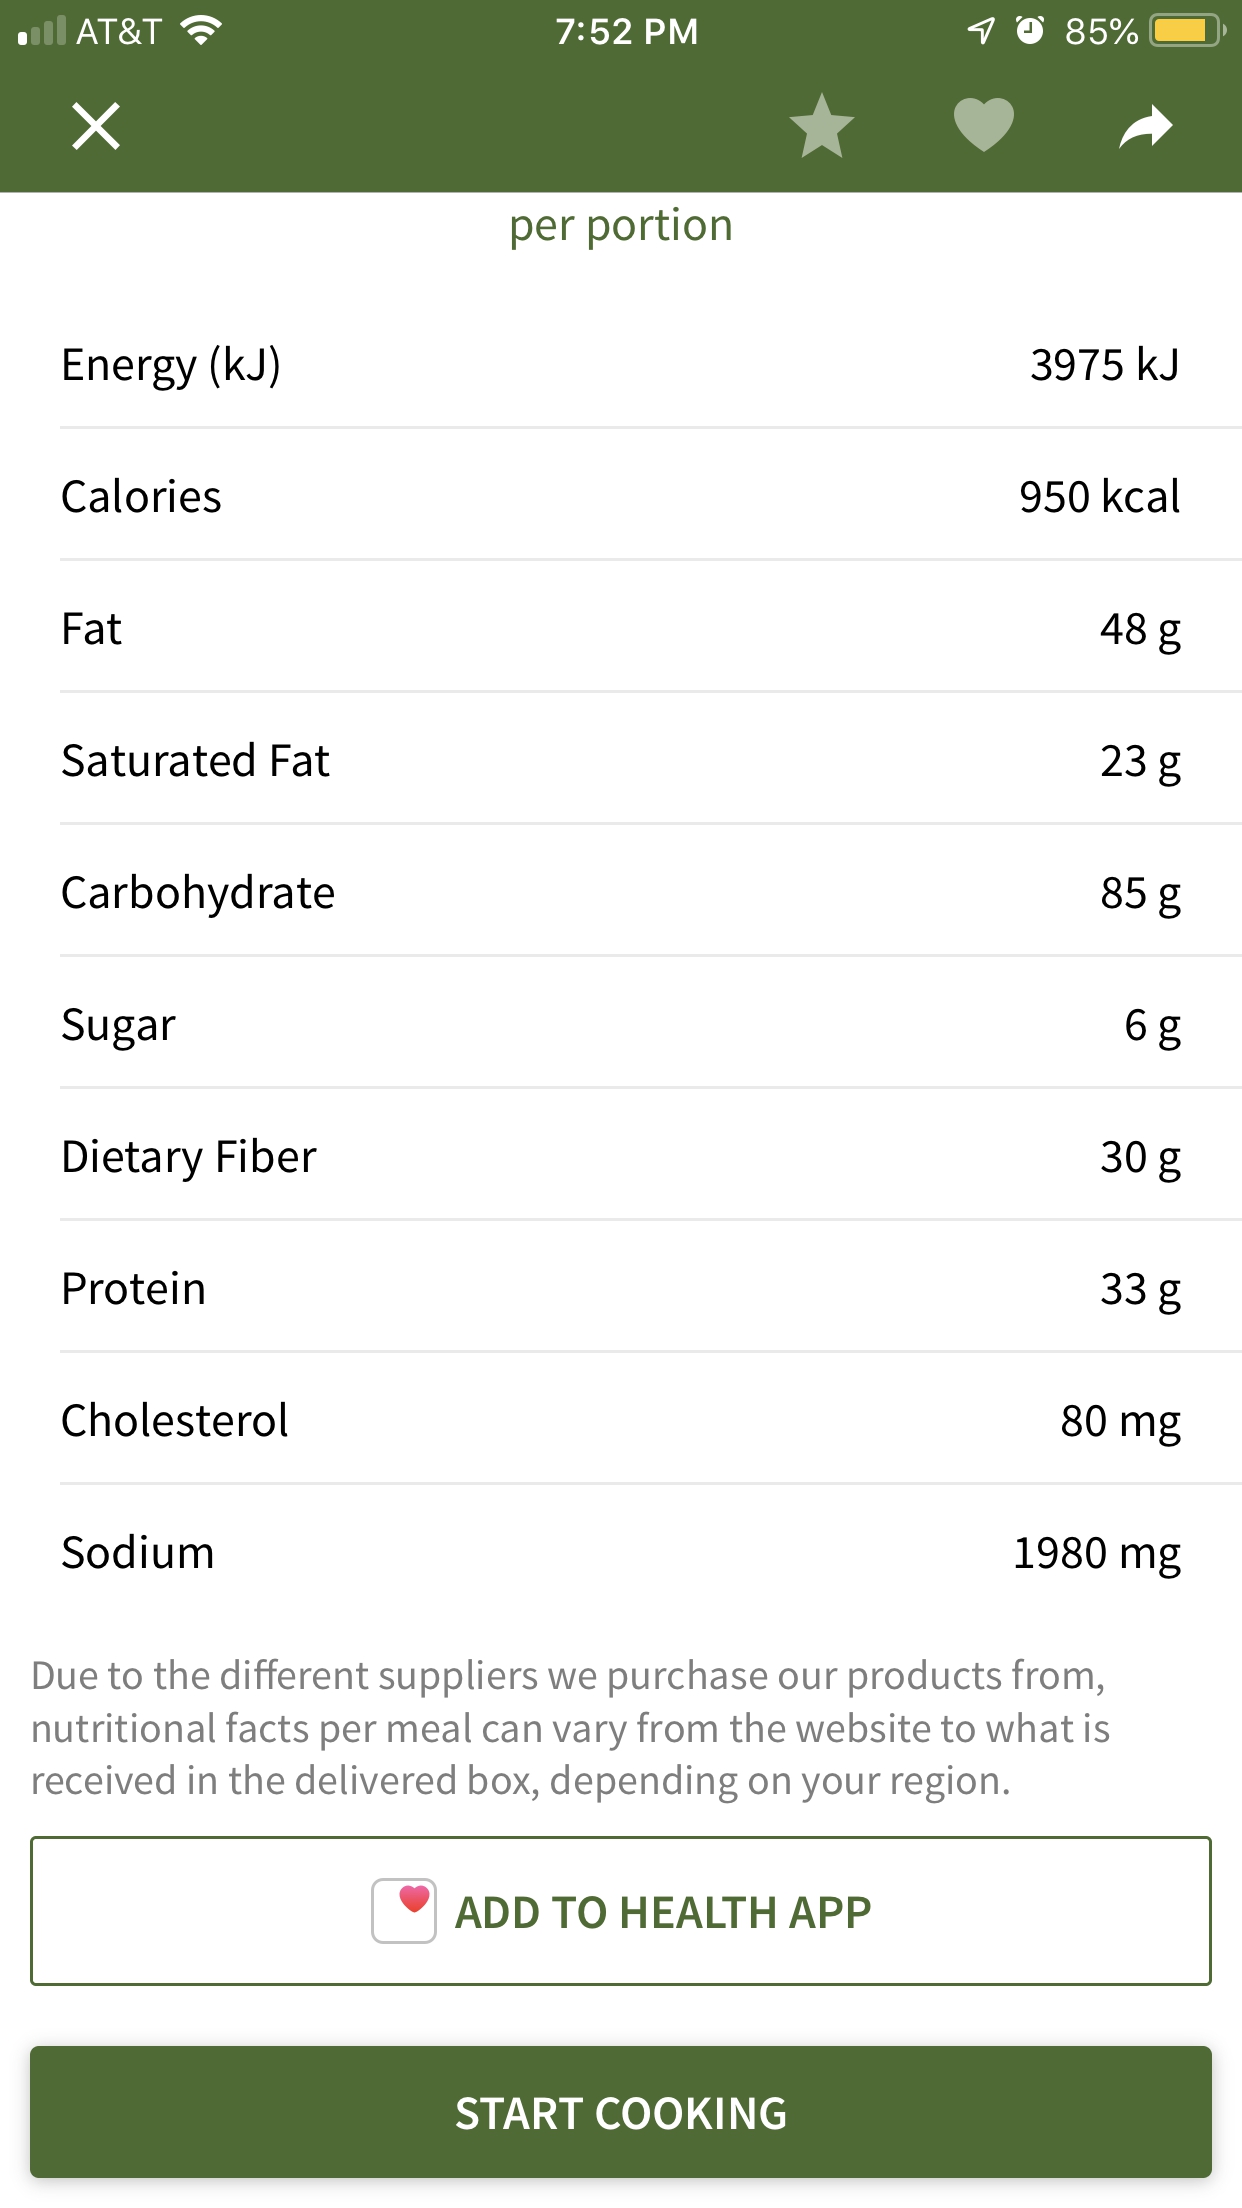 AT&T 7:52 PM 85%
per portion
Energy (kJ) 3975 kJ
Calories 950 kcal
Fat 48 g
Saturated Fat 23 g
Carbohydrate 85 g
Sugar 6 g
Dietary Fiber 30 g
Protein 33 g
Cholesterol 80 mg
Sodium 1980 mg
Due to the different suppliers we purchase our products from,
nutritional facts per meal can vary from the website to what is
received in the delivered box, depending on your region.
ADD TO HEALTH APP
START COOKING